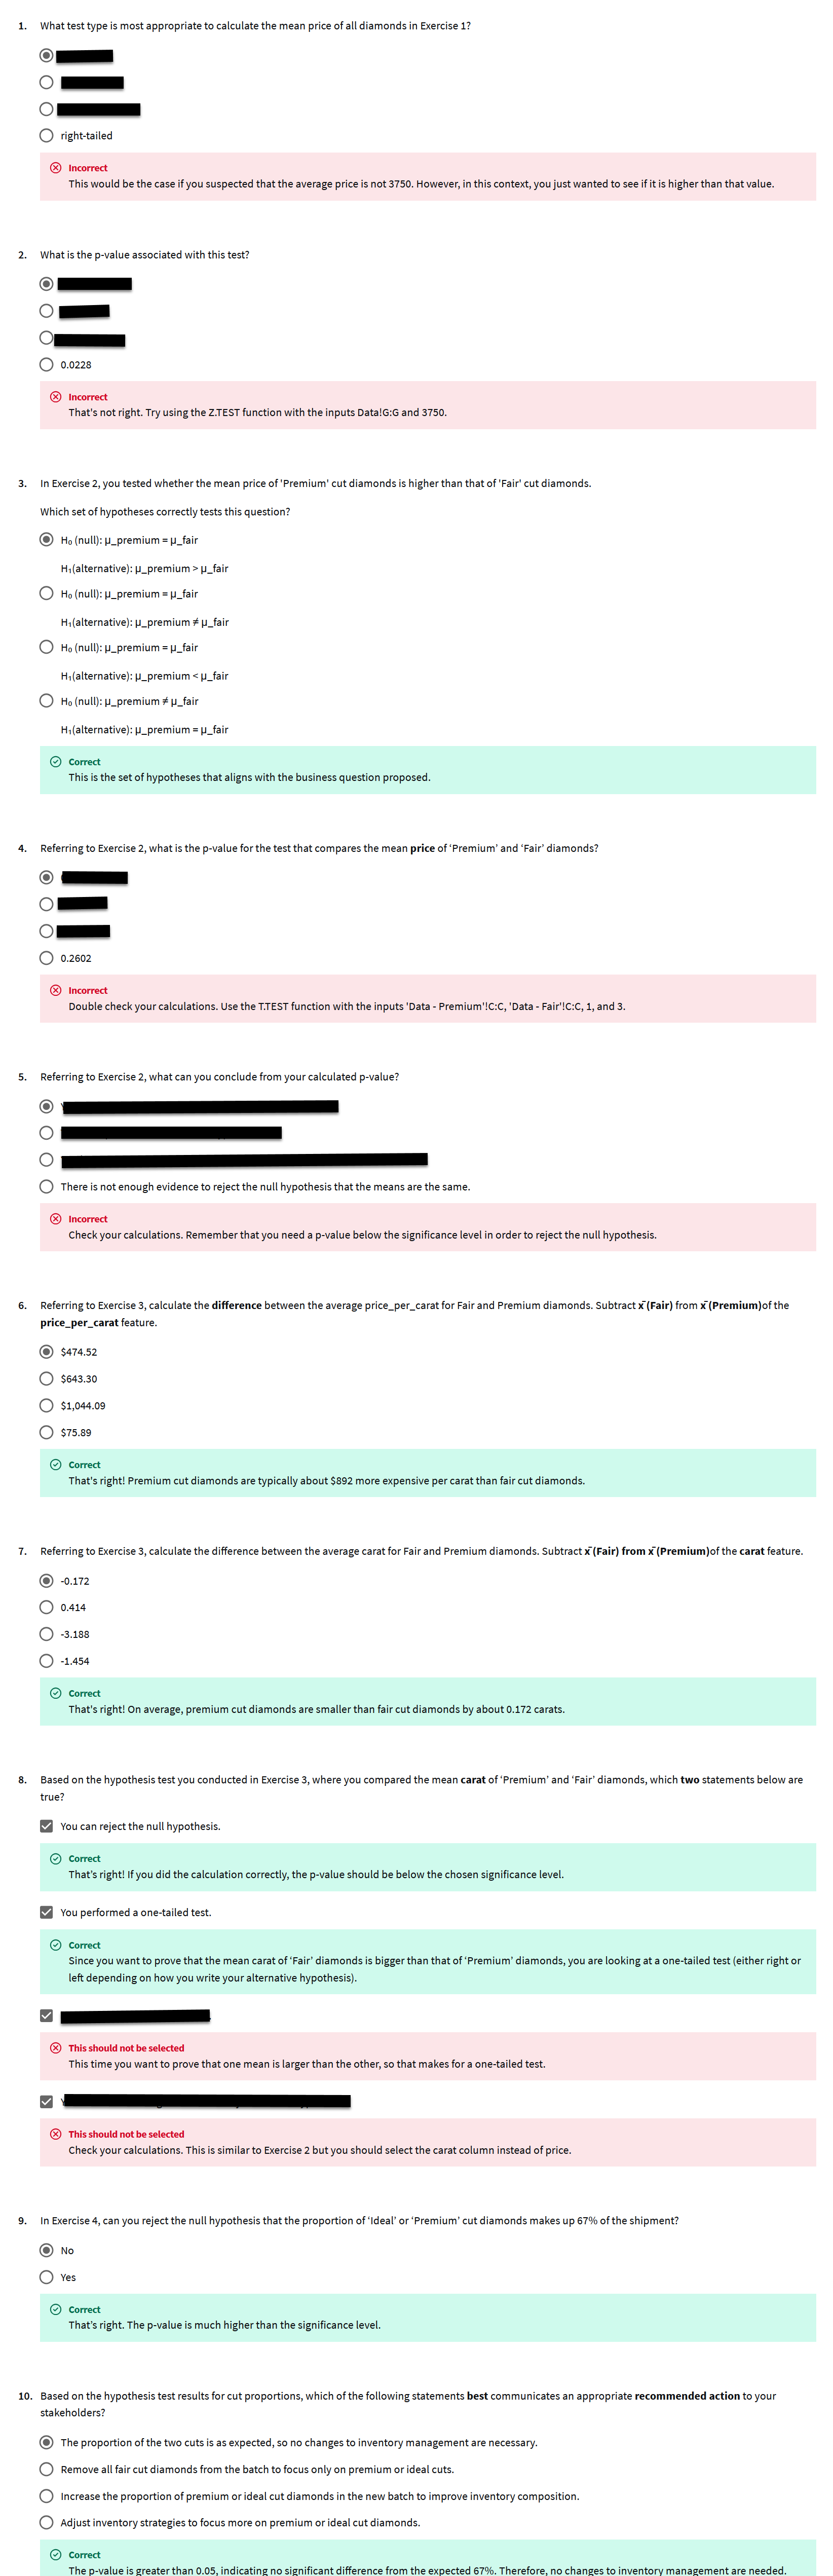 1. What test type is most appropriate to calculate the mean price of all diamonds in Exercise 1?
right-tailed
Incorrect
This would be the case if you suspected that the average price is not 3750. However, in this context, you just wanted to see if it is higher than that value.
2. What is the p-value associated with this test?
0.0228
Incorrect
That's not right. Try using the Z.TEST function with the inputs Data!G:G and 3750.
3. In Exercise 2, you tested whether the mean price of 'Premium' cut diamonds is higher than that of 'Fair' cut diamonds.
Which set of hypotheses correctly tests this question?
H₀ (null): μ_premium = μ_fair
H₁(alternative): μ_premium > μ_fair
H₀ (null): μ_premium = μ_fair
H₁(alternative): μ_premium ≠ μ_fair
H₀ (null): μ_premium = μ_fair
H₁(alternative): μ_premium < μ_fair
H₀ (null): μ_premium ≠ μ_fair
H₁(alternative): μ_premium = μ_fair
Correct
This is the set of hypotheses that aligns with the business question proposed.
4. Referring to Exercise 2, what is the p-value for the test that compares the mean price of ‘Premium’ and ‘Fair’ diamonds?
0.2602
Incorrect
Double check your calculations. Use the T.TEST function with the inputs 'Data - Premium'!C:C, 'Data - Fair'!C:C, 1, and 3.
5. Referring to Exercise 2, what can you conclude from your calculated p-value?
There is not enough evidence to reject the null hypothesis that the means are the same.
Incorrect
Check your calculations. Remember that you need a p-value below the significance level in order to reject the null hypothesis.
6. Referring to Exercise 3, calculate the difference between the average price_per_carat for Fair and Premium diamonds. Subtract x̄ (Fair) from x̄ (Premium)of the
price_per_carat feature.
$474.52
$643.30
$1,044.09
$75.89
Correct
That's right! Premium cut diamonds are typically about $892 more expensive per carat than fair cut diamonds.
7. Referring to Exercise 3, calculate the difference between the average carat for Fair and Premium diamonds. Subtract x̄ (Fair) from x̄ (Premium)of the carat feature.
-0.172
0.414
-3.188
-1.454
Correct
That's right! On average, premium cut diamonds are smaller than fair cut diamonds by about 0.172 carats.
8. Based on the hypothesis test you conducted in Exercise 3, where you compared the mean carat of ‘Premium’ and ‘Fair’ diamonds, which two statements below are
true?
You can reject the null hypothesis.
Correct
That’s right! If you did the calculation correctly, the p-value should be below the chosen significance level.
You performed a one-tailed test.
Correct
Since you want to prove that the mean carat of ‘Fair’ diamonds is bigger than that of ‘Premium’ diamonds, you are looking at a one-tailed test (either right or
left depending on how you write your alternative hypothesis).
This should not be selected
This time you want to prove that one mean is larger than the other, so that makes for a one-tailed test.
This should not be selected
Check your calculations. This is similar to Exercise 2 but you should select the carat column instead of price.
9. In Exercise 4, can you reject the null hypothesis that the proportion of ‘Ideal’ or ‘Premium’ cut diamonds makes up 67% of the shipment?
No
Yes
Correct
That’s right. The p-value is much higher than the significance level.
10. Based on the hypothesis test results for cut proportions, which of the following statements best communicates an appropriate recommended action to your
stakeholders?
The proportion of the two cuts is as expected, so no changes to inventory management are necessary.
Remove all fair cut diamonds from the batch to focus only on premium or ideal cuts.
Increase the proportion of premium or ideal cut diamonds in the new batch to improve inventory composition.
Adjust inventory strategies to focus more on premium or ideal cut diamonds.
Correct
The p-value is greater than 0.05, indicating no significant difference from the expected 67%. Therefore, no changes to inventory management are needed.